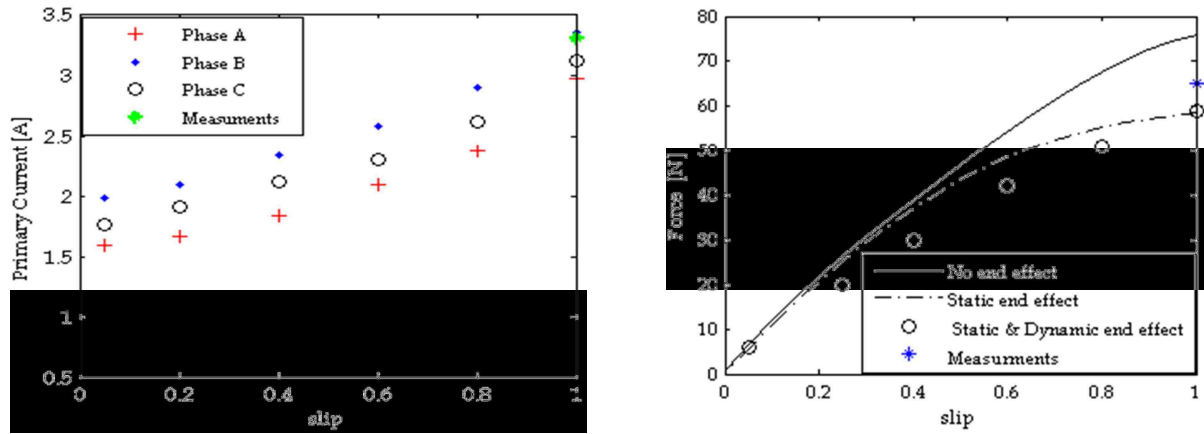 3.5
3
2.5
2
1.5
1
0.5
Primary Current [A]
Phase A
Phase B
Phase C
Measuments
0
0.2
0.4
0.6
0.8
1
slip
80
70
60
50
40
30
20
10
0
Force [N]
No end effect
Static end effect
Static & Dynamic end effect
Measurments
0
0.2
0.4
0.6
0.8
1
slip